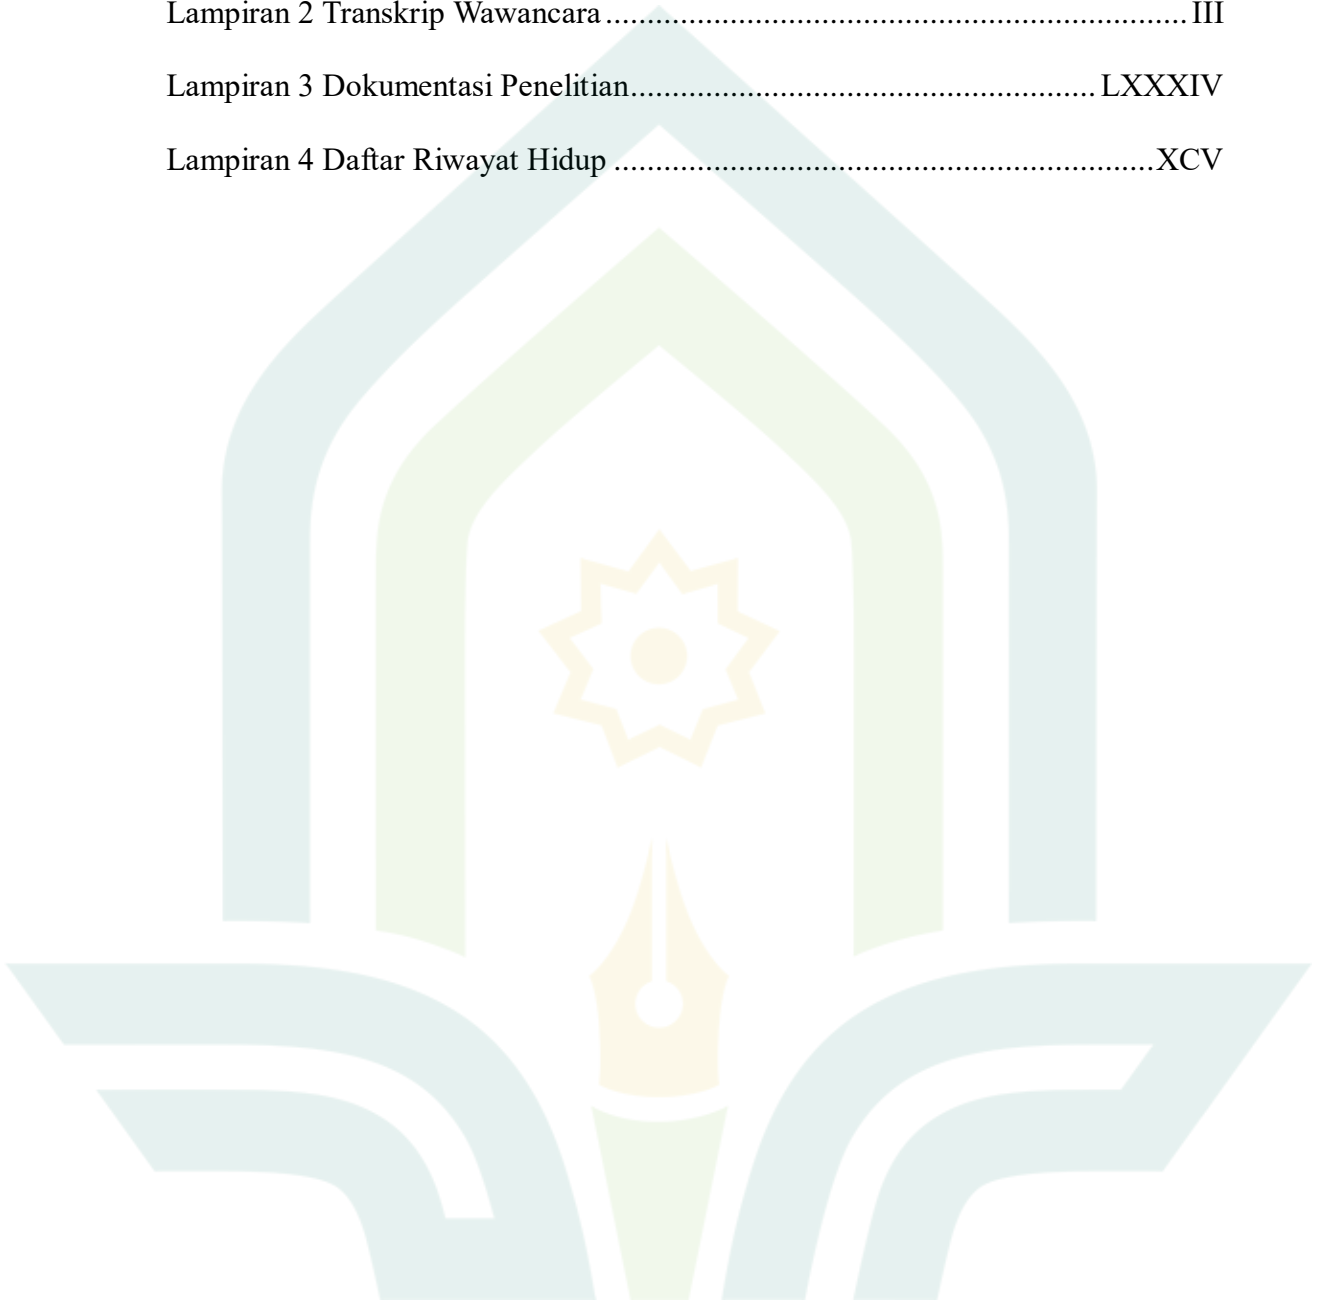 Lampiran 2 Transkrip Wawancara....................................................................... III
Lampiran 3 Dokumentasi Penelitian........................................................ LXXXIV
Lampiran 4 Daftar Riwayat Hidup ..................................................................XCV